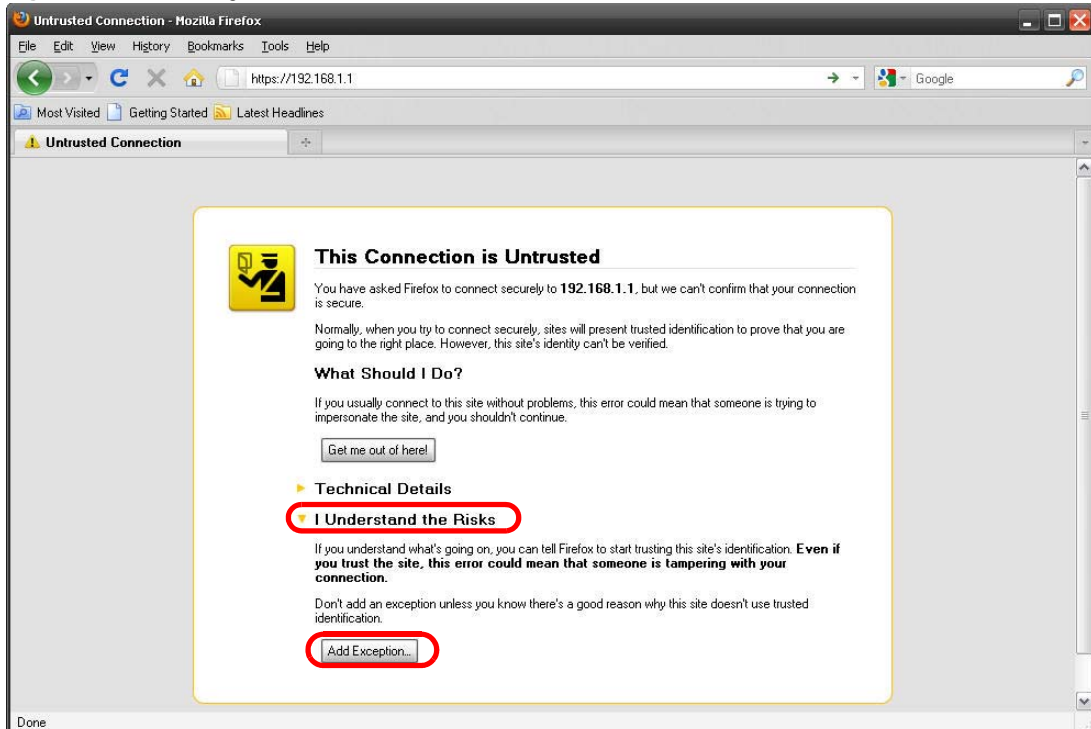 Untrusted Connection - Mozilla Firefox
File Edit View History Bookmarks Tools Help
https://192.168.1.1 Google
Most Visited Getting Started Latest Headlines
Untrusted Connection
This Connection is Untrusted
You have asked Firefox to connect securely to 192.168.1.1, but we can't confirm that your connection
is secure.
Normally, when you try to connect securely, sites will present trusted identification to prove that you are
going to the right place. However, this site's identity can't be verified.
What Should I Do?
If you usually connect to this site without problems, this error could mean that someone is trying to
impersonate the site, and you shouldn't continue.
Get me out of here!
Technical Details
I Understand the Risks
If you understand what's going on, you can tell Firefox to start trusting this site's identification. Even if
you trust the site, this error could mean that someone is tampering with your
connection.
Don't add an exception unless you know there's a good reason why this site doesn't use trusted
identification.
Add Exception...
Done